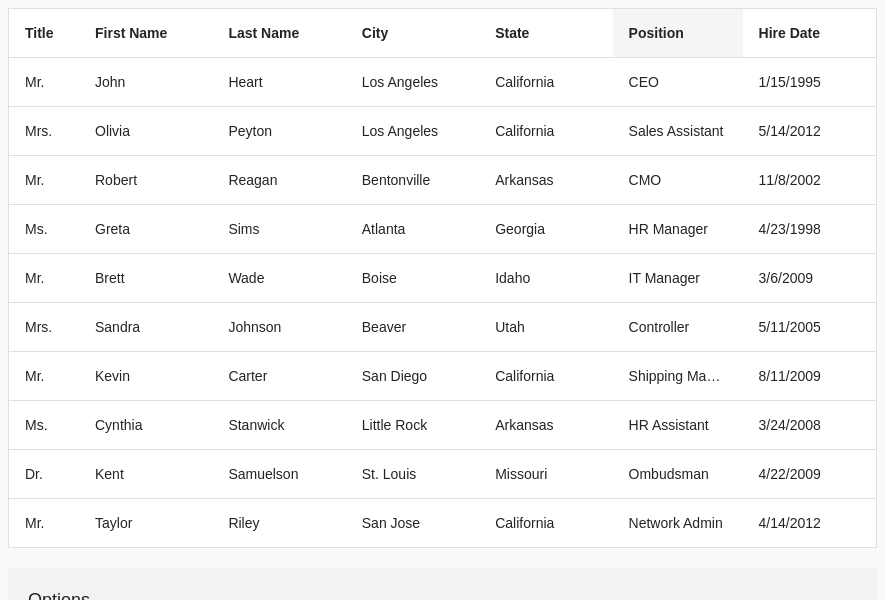 Title First Name Last Name City State Position Hire Date
Mr. John Heart Los Angeles California CEO 1/15/1995
Mrs. Olivia Peyton Los Angeles California Sales Assistant 5/14/2012
Mr. Robert Reagan Bentonville Arkansas CMO 11/8/2002
Ms. Greta Sims Atlanta Georgia HR Manager 4/23/1998
Mr. Brett Wade Boise Idaho IT Manager 3/6/2009
Mrs. Sandra Johnson Beaver Utah Controller 5/11/2005
Mr. Kevin Carter San Diego California Shipping Ma… 8/11/2009
Ms. Cynthia Stanwick Little Rock Arkansas HR Assistant 3/24/2008
Dr. Kent Samuelson St. Louis Missouri Ombudsman 4/22/2009
Mr. Taylor Riley San Jose California Network Admin 4/14/2012
Options